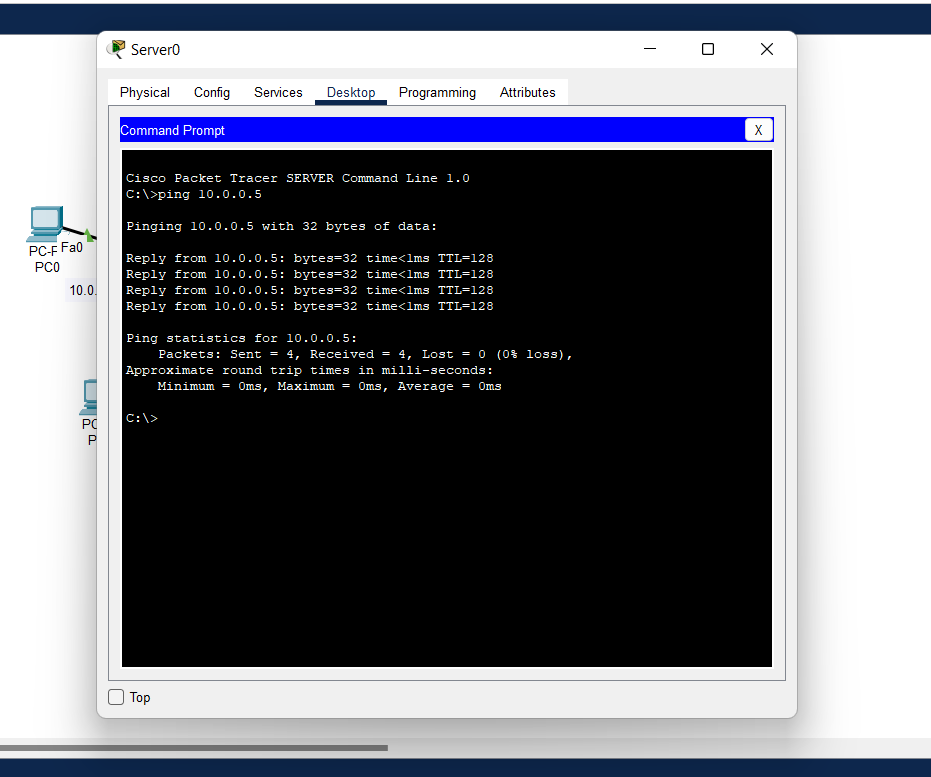 Server0
Physical Config Services Desktop Programming Attributes
Command Prompt X
Cisco Packet Tracer SERVER Command Line 1.0
C:\>ping 10.0.0.5
Pinging 10.0.0.5 with 32 bytes of data:
Reply from 10.0.0.5: bytes=32 time<1ms TTL=128
Reply from 10.0.0.5: bytes=32 time<1ms TTL=128
Reply from 10.0.0.5: bytes=32 time<1ms TTL=128
Reply from 10.0.0.5: bytes=32 time<1ms TTL=128
Ping statistics for 10.0.0.5:
Packets: Sent = 4, Received = 4, Lost = 0 (0% loss),
Approximate round trip times in milli-seconds:
Minimum = 0ms, Maximum = 0ms, Average = 0ms
C:\>
Top
Fa0
PC-F
PC0
10.0.
PC
P